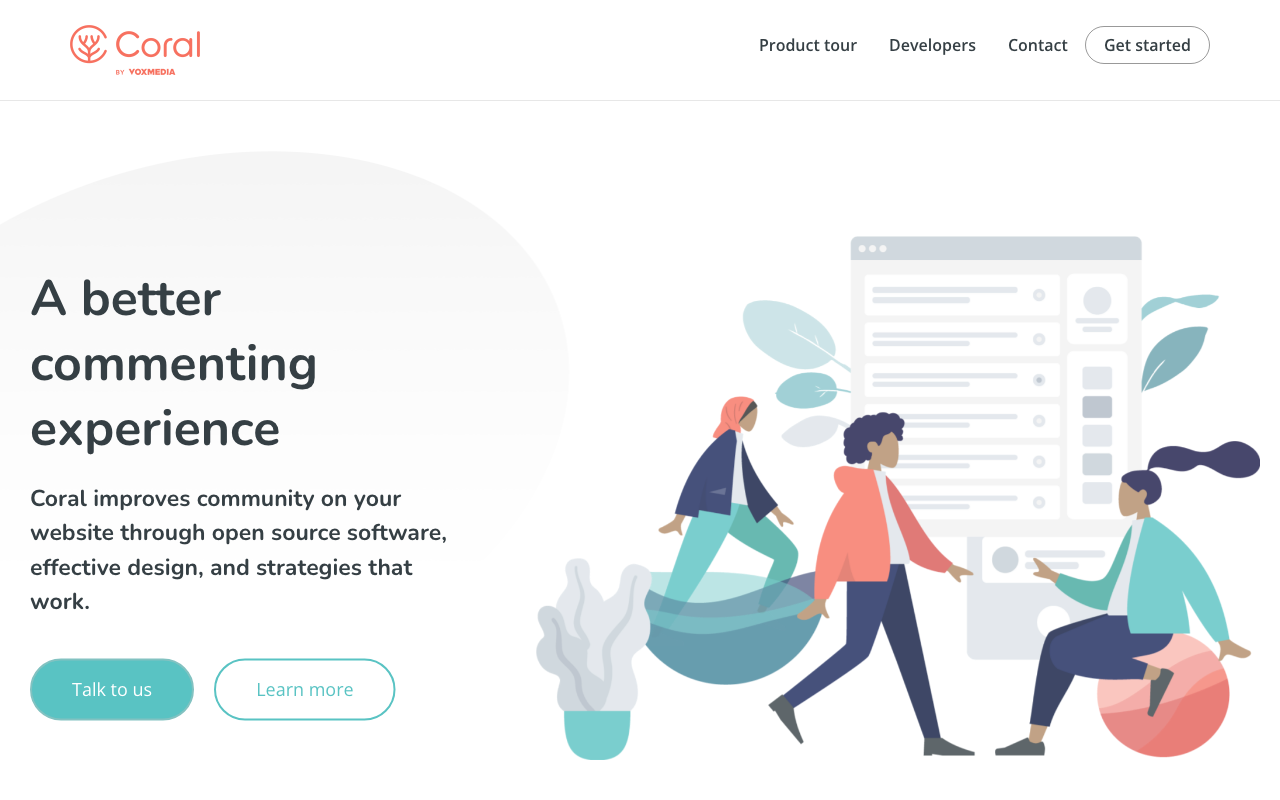 Coral
BY VOXMEDIA
Product tour
Developers
Contact
Get started
A better
commenting
experience
Coral improves community on your
website through open source software,
effective design, and strategies that
work.
Talk to us
Learn more